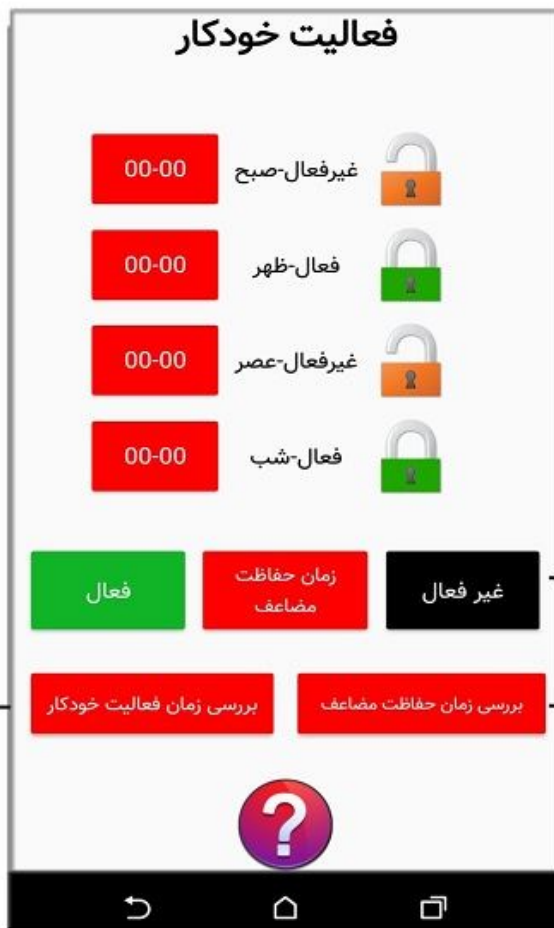 فعالیت خودکار
غیرفعال-صبح 00-00
فعال-ظهر 00-00
غیرفعال-عصر 00-00
فعال-شب 00-00
غیر فعال
زمان حفاظت
مضاعف
فعال
بررسی زمان حفاظت مضاعف
بررسی زمان فعالیت خودکار
?